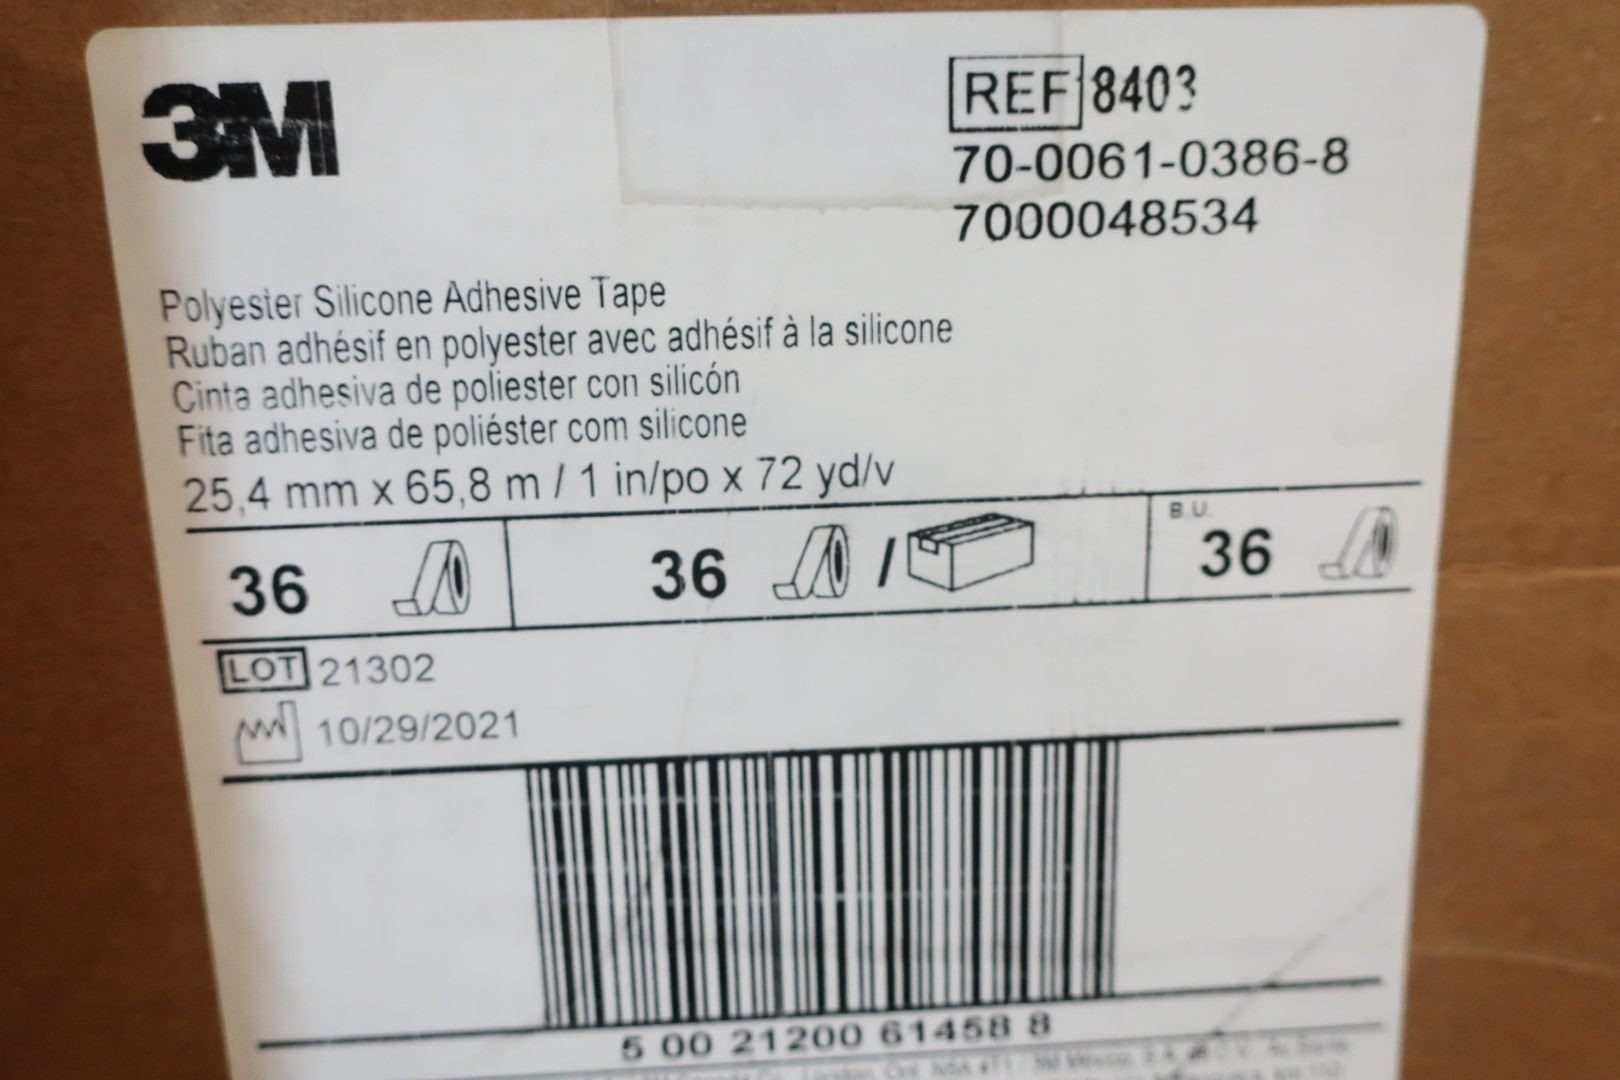 3M
REF 8403
70-0061-0386-8
7000048534
Polyester Silicone Adhesive Tape
Ruban adhésif en polyester avec adhésif à la silicone
Cinta adhesiva de poliester con silicón
Fita adhesiva de poliéster com silicone
25,4 mm x 65,8 m / 1 in/po x 72 yd/v
36 36 / B.U. 36
LOT 21302
10/29/2021
5 00 21200 61458 8